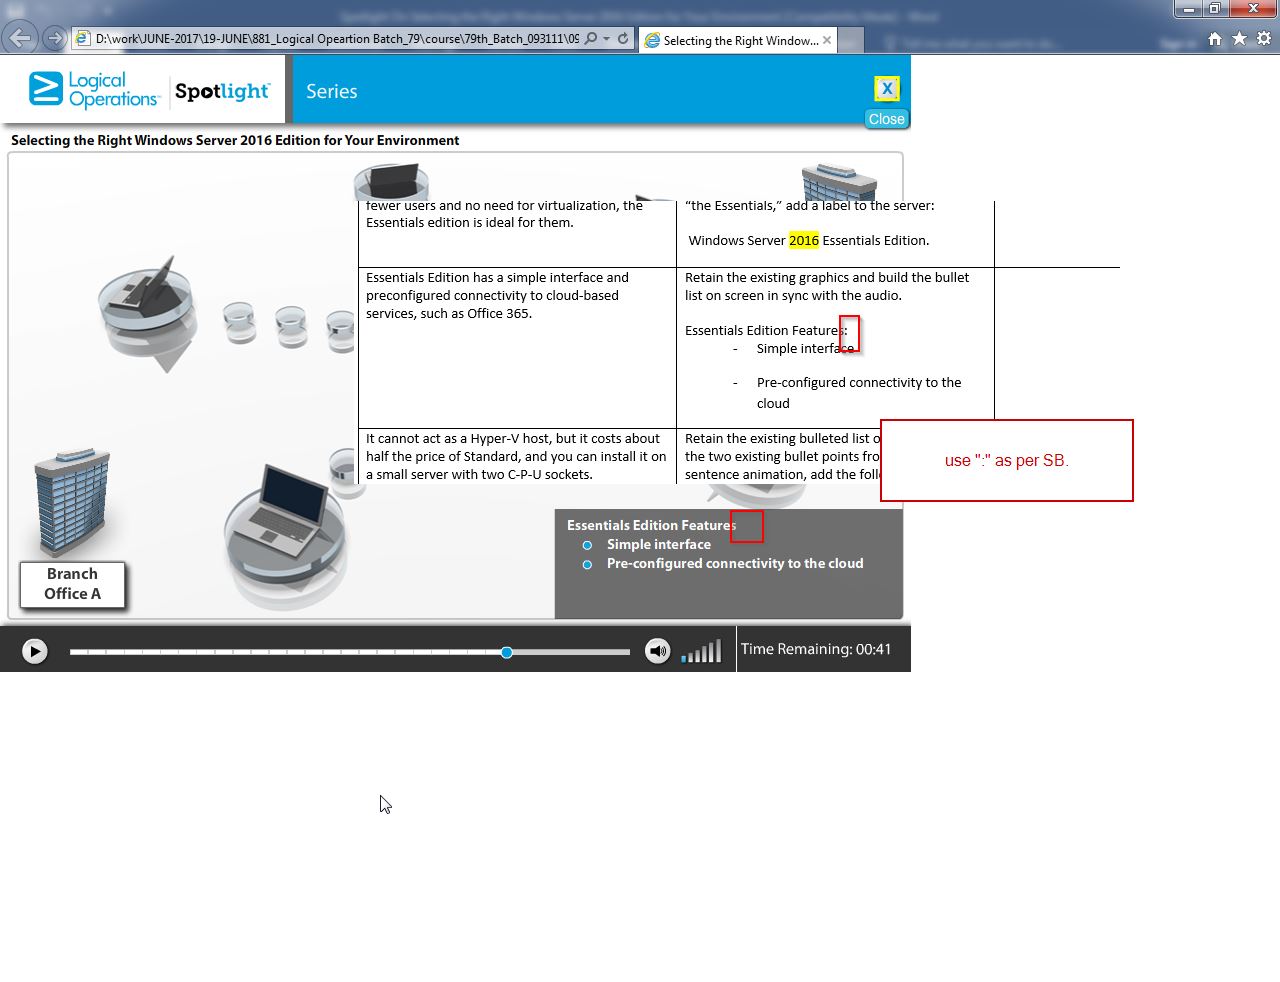 D:\work\JUNE-2017\19-JUNE\881_Logical Opeartion Batch_79\course\79th_Batch_093111\09
Selecting the Right Window...
Logical
Operations
Spotlight™
Series
X
Close
Selecting the Right Windows Server 2016 Edition for Your Environment
fewer users and no need for virtualization, the
Essentials edition is ideal for them.
“the Essentials,” add a label to the server:
Windows Server 2016 Essentials Edition.
Essentials Edition has a simple interface and
preconfigured connectivity to cloud-based
services, such as Office 365.
Retain the existing graphics and build the bullet
list on screen in sync with the audio.
Essentials Edition Features:
- Simple interface
- Pre-configured connectivity to the
cloud
It cannot act as a Hyper-V host, but it costs about
half the price of Standard, and you can install it on
a small server with two C-P-U sockets.
Retain the existing bulleted list
the two existing bullet points
sentence animation, add the
use ":" as per SB.
Essentials Edition Features
Simple interface
Pre-configured connectivity to the cloud
Branch
Office A
Time Remaining: 00:41